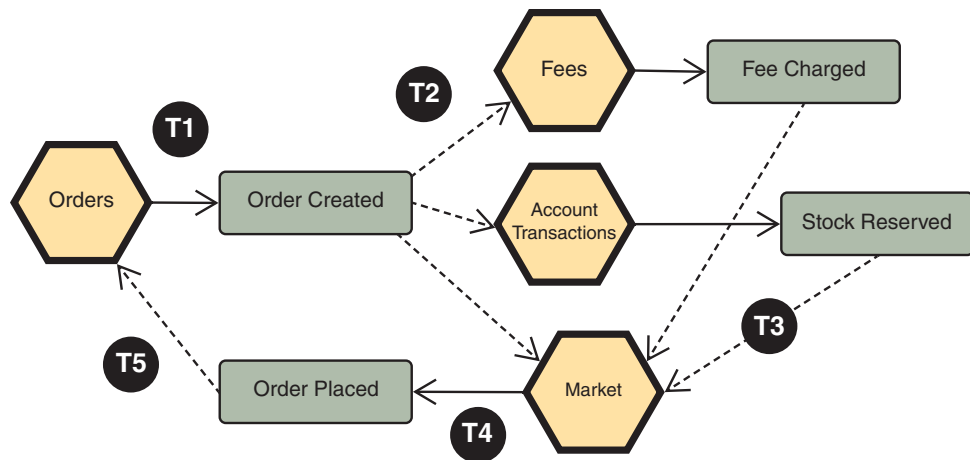 Fees
Fee Charged
T2
T1
Orders
Order Created
Account
Transactions
Stock Reserved
T3
T5
Order Placed
Market
T4